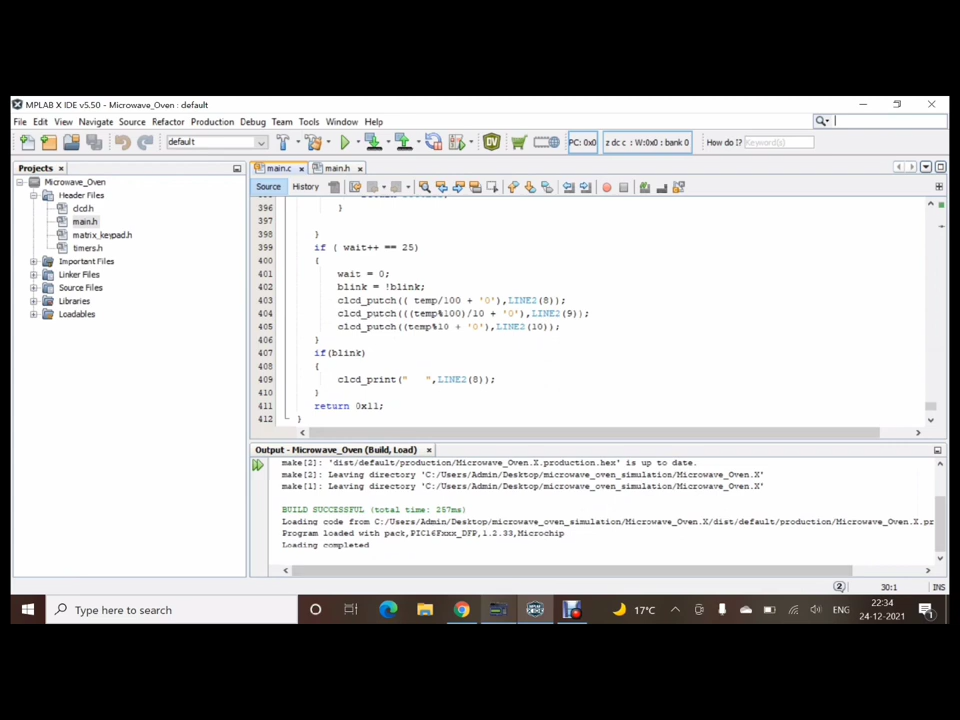 MPLAB X IDE v5.50 - Microwave_Oven : default
File Edit View Navigate Source Refactor Production Debug Team Tools Window Help
default
PC: 0x0
z dc c : W:0x0 : bank 0
How do I?
Keyword(s)
Projects
main.c
main.h
Microwave_Oven
Header Files
clcd.h
main.h
matrix_keypad.h
timers.h
Important Files
Linker Files
Source Files
Libraries
Loadables
Source History
396 }
397
398 }
399 if ( wait++ == 25)
400 {
401 wait = 0;
402 blink = !blink;
403 clcd_putch(( temp/100 + '0'),LINE2(8));
404 clcd_putch(((temp%100)/10 + '0'),LINE2(9));
405 clcd_putch((temp%10 + '0'),LINE2(10));
406 }
407 if(blink)
408 {
409 clcd_print("   ",LINE2(8));
410 }
411 return 0x11;
412 }
Output - Microwave_Oven (Build, Load)
make[2]: 'dist/default/production/Microwave_Oven.X.production.hex' is up to date.
make[2]: Leaving directory 'C:/Users/Admin/Desktop/microwave_oven_simulation/Microwave_Oven.X'
make[1]: Leaving directory 'C:/Users/Admin/Desktop/microwave_oven_simulation/Microwave_Oven.X'
BUILD SUCCESSFUL (total time: 257ms)
Loading code from C:/Users/Admin/Desktop/microwave_oven_simulation/Microwave_Oven.X/dist/default/production/Microwave_Oven.X.pr
Program loaded with pack,PIC16Fxxx_DFP,1.2.33,Microchip
Loading completed
2
30:1
INS
Type here to search
17°C
ENG
22:34
24-12-2021
1